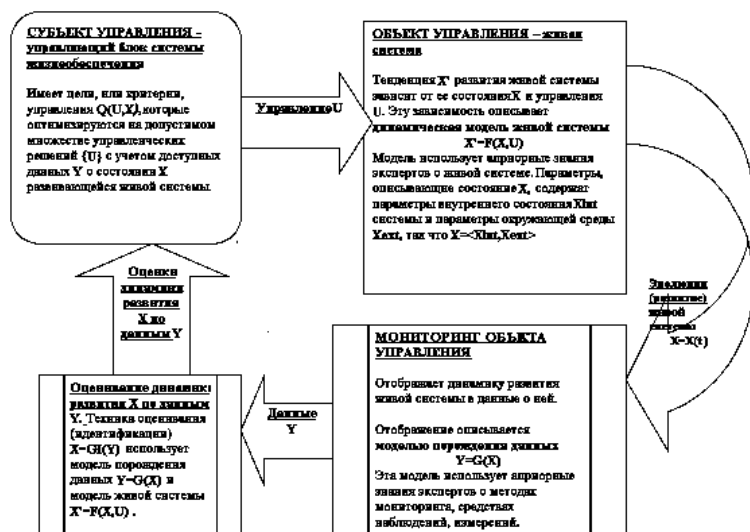 СУБЪЕКТ УПРАВЛЕНИЯ –
управляющий блок системы
жизнеобеспечения
Имеет цели, или критерии,
управления Q(U,X),которые
оптимизируются на допустимом
множестве управленческих
решений {U} с учетом доступных
данных Y о состоянии X
развивающейся живой системы.
Управление U
ОБЪЕКТ УПРАВЛЕНИЯ – живая
система
Тенденция X' развития живой системы
зависит от ее состояния X и управления
U. Эту зависимость описывает
динамическая модель живой системы
X'=F(X,U)
Модель использует априорные знания
экспертов о живой системе. Параметры,
описывающие состояние X, содержат
параметры внутреннего состояния XInt
системы и параметры окружающей среды
Xext, так что X=<XInt,Xext>
Эволюция
(развитие)
живой
системы
X=X(t)
МОНИТОРИНГ ОБЪЕКТА
УПРАВЛЕНИЯ
Отображает динамику развития
живой системы в данные о ней.
Отображение описывается
моделью порождения данных
Y=G(X)
Эта модель использует априорные
знания экспертов о методах
мониторинга, средствах
наблюдений, измерений.
Данные
Y
Оценивание динамики
развития X по данным
Y. Техника оценивания
(идентификации)
X=GI(Y) использует
модель порождения
данных Y=G(X) и
модель живой системы
X'=F(X,U) .
Оценки
динамики
развития
X по
данным Y